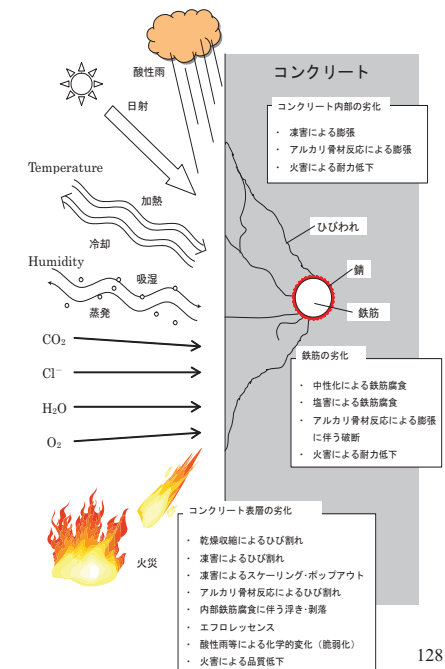 コンクリート
酸性雨
日射
コンクリート内部の劣化
・ 凍害による膨張
・ アルカリ骨材反応による膨張
・ 火害による耐力低下
Temperature
加熱
冷却
ひびわれ
Humidity
吸湿
蒸発
錆
鉄筋
CO₂
Cl⁻
H₂O
O₂
鉄筋の劣化
・ 中性化による鉄筋腐食
・ 塩害による鉄筋腐食
・ アルカリ骨材反応による膨張
に伴う破断
・ 火害による耐力低下
火災
コンクリート表層の劣化
・ 乾燥収縮によるひび割れ
・ 凍害によるひび割れ
・ 凍害によるスケーリング・ポップアウト
・ アルカリ骨材反応によるひび割れ
・ 内部鉄筋腐食に伴う浮き・剥落
・ エフロレッセンス
・ 酸性雨等による化学的変化（脆弱化）
・ 火害による品質低下
128